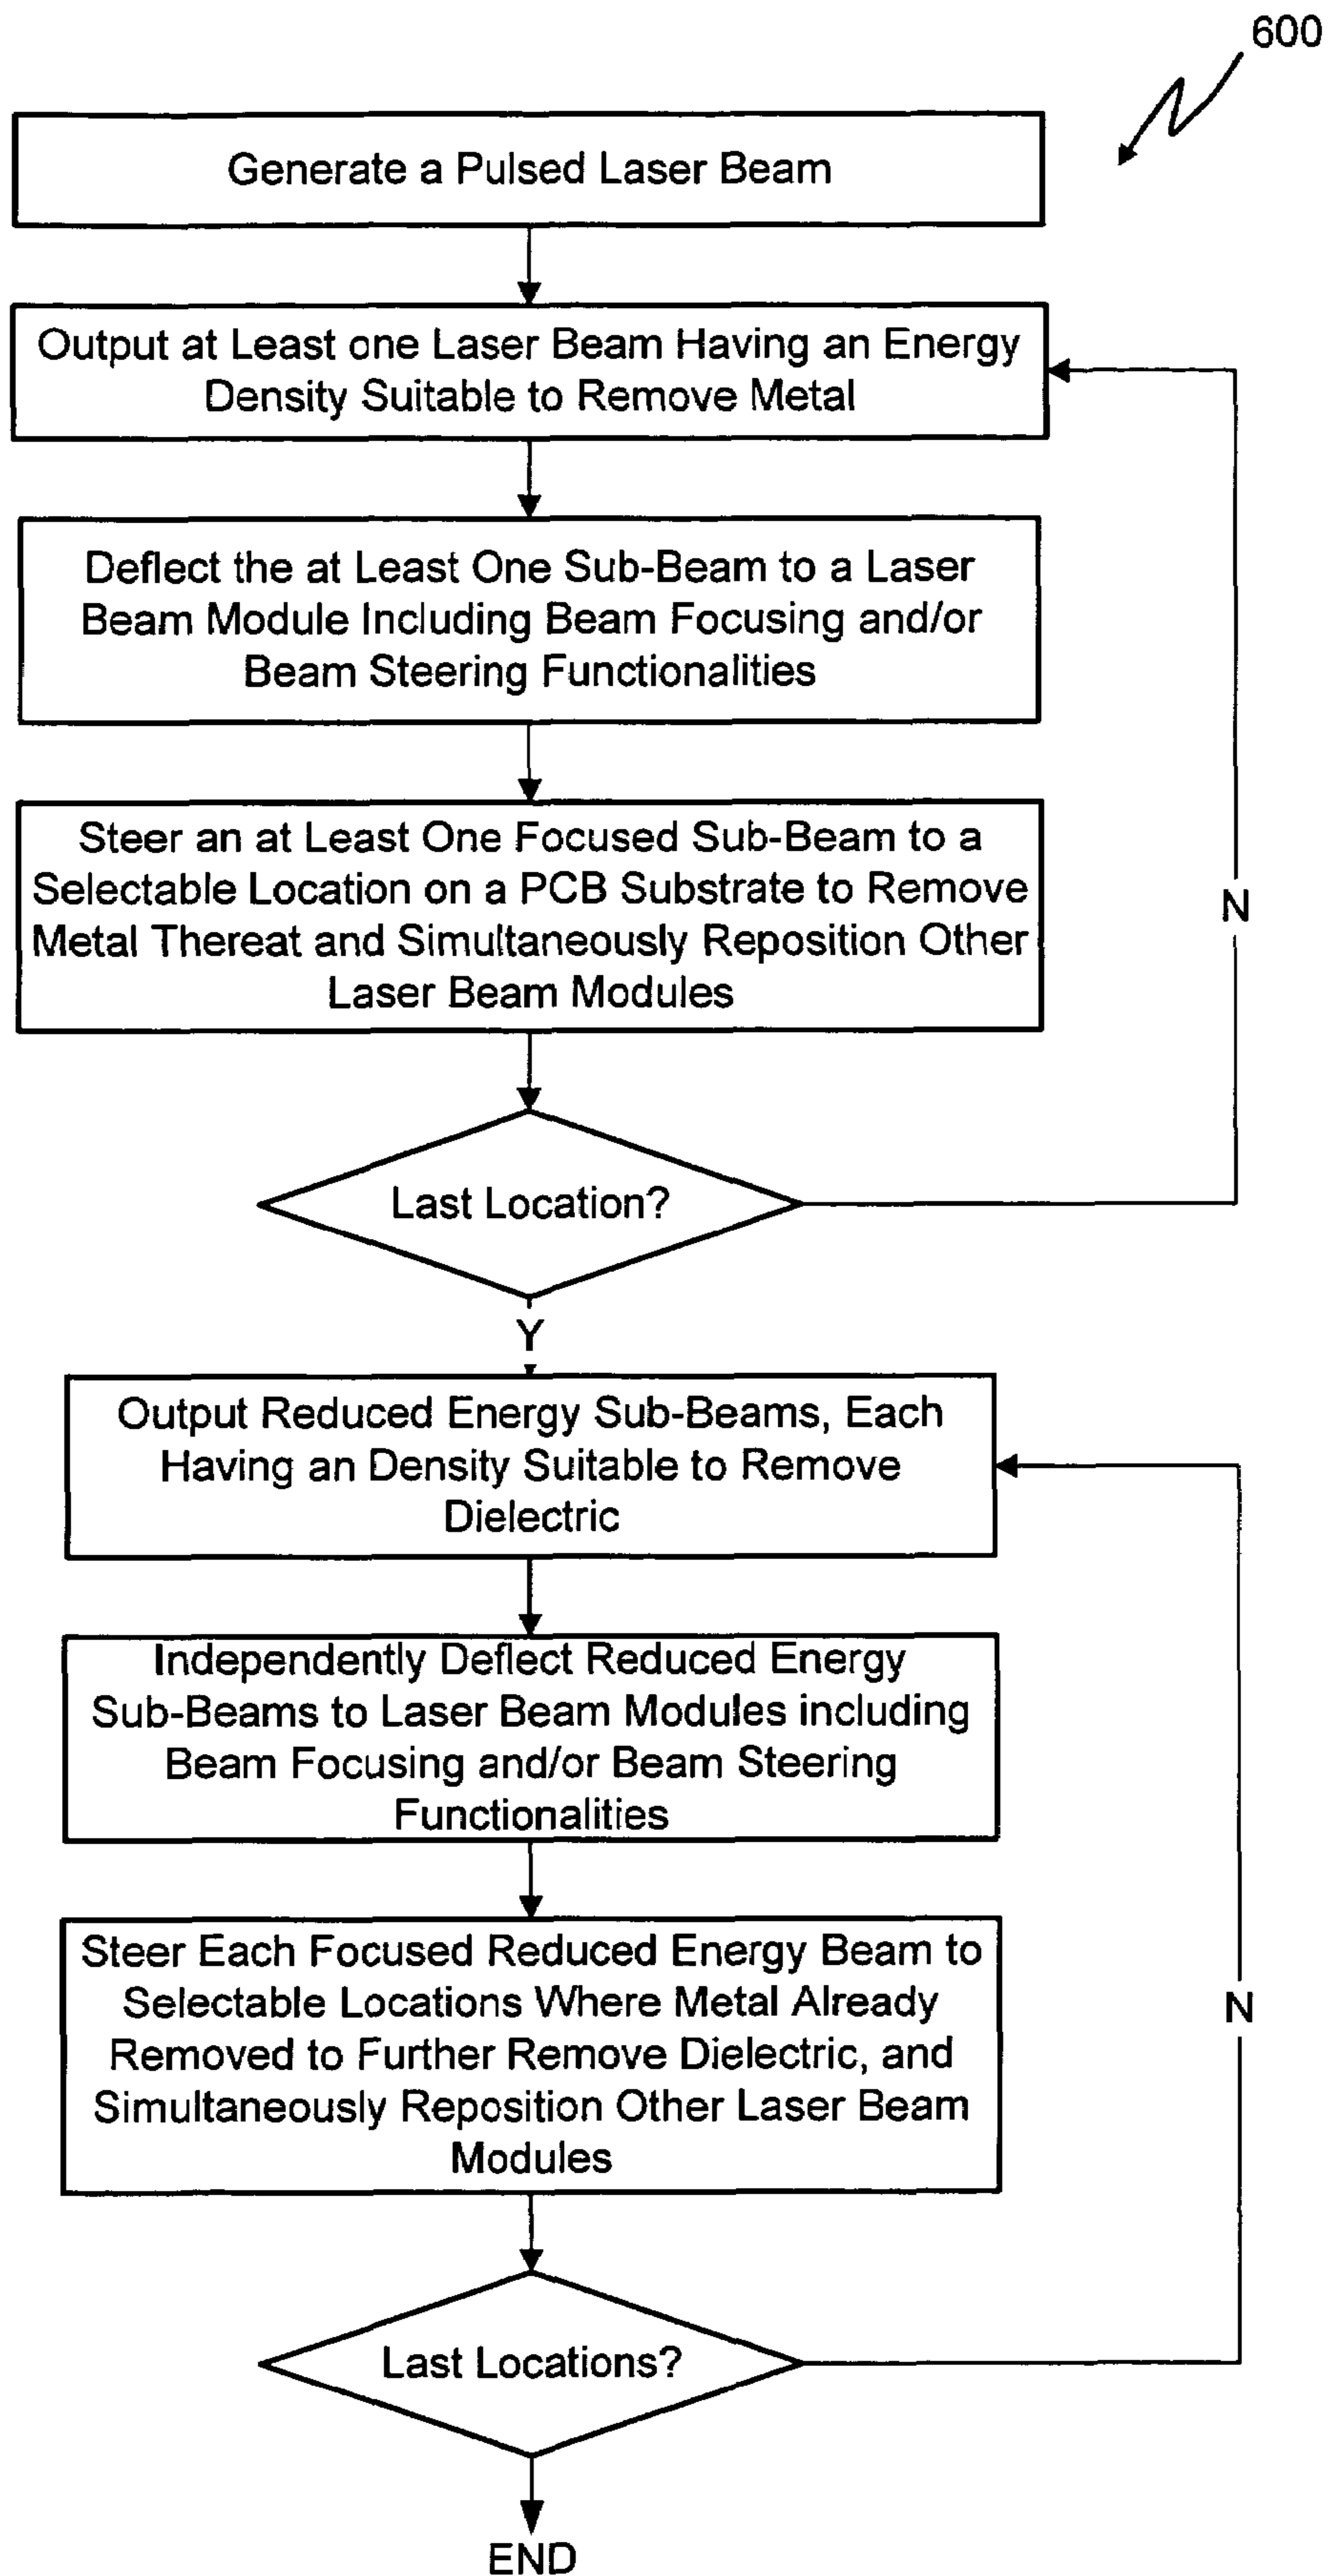 600
Generate a Pulsed Laser Beam
Output at Least one Laser Beam Having an Energy
Density Suitable to Remove Metal
Deflect the at Least One Sub-Beam to a Laser
Beam Module Including Beam Focusing and/or
Beam Steering Functionalities
Steer an at Least One Focused Sub-Beam to a
Selectable Location on a PCB Substrate to Remove
Metal Thereat and Simultaneously Reposition Other
Laser Beam Modules
N
Last Location?
Y
Output Reduced Energy Sub-Beams, Each
Having an Density Suitable to Remove
Dielectric
Independently Deflect Reduced Energy
Sub-Beams to Laser Beam Modules including
Beam Focusing and/or Beam Steering
Functionalities
Steer Each Focused Reduced Energy Beam to
Selectable Locations Where Metal Already
Removed to Further Remove Dielectric, and
Simultaneously Reposition Other Laser Beam
Modules
N
Last Locations?
END